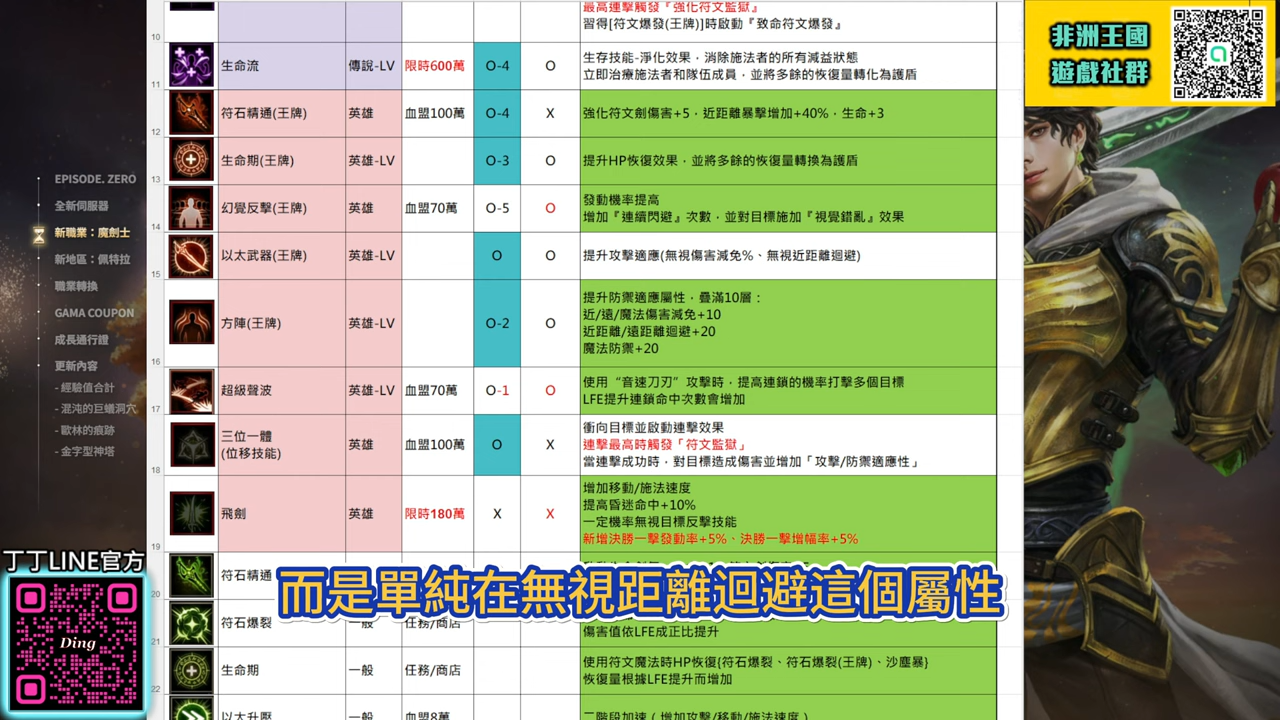 最高連擊觸發『強化符文監獄』
10 習得[符文爆發(王牌)]時啟動『致命符文爆發』
11 生命流 傳說-LV 限時600萬 O-4 O 生存技能-淨化效果，消除施法者的所有減益狀態
立即治療施法者和隊伍成員，並將多餘的恢復量轉化為護盾
12 符石精通(王牌) 英雄 血盟100萬 O-4 X 強化符文劍傷害+5，近距離暴擊增加+40%，生命+3
13 生命期(王牌) 英雄-LV O-3 O 提升HP恢復效果，並將多餘的恢復量轉換為護盾
14 幻覺反擊(王牌) 英雄 血盟70萬 O-5 O 發動機率提高
增加『連續閃避』次數，並對目標施加『視覺錯亂』效果
15 以太武器(王牌) 英雄-LV O O 提升攻擊適應(無視傷害減免%、無視近距離迴避)
16 方陣(王牌) 英雄-LV O-2 O 提升防禦適應屬性，疊滿10層：
近/遠/魔法傷害減免+10
近距離/遠距離迴避+20
魔法防禦+20
17 超級聲波 英雄-LV 血盟70萬 O-1 O 使用“音速刀刃”攻擊時，提高連鎖的機率打擊多個目標
LFE提升連鎖命中次數會增加
18 三位一體 英雄 血盟100萬 O X 衝向目標並啟動連擊效果
(位移技能) 連擊最高時觸發「符文監獄」
當連擊成功時，對目標造成傷害並增加「攻擊/防禦適應性」
19 飛劍 英雄 限時180萬 X X 增加移動/施法速度
提高昏迷命中+10%
一定機率無視目標反擊技能
新增決勝一擊發動率+5%、決勝一擊增幅率+5%
20 符石精通
21 符石爆裂 一般 任務/商店
傷害值依LFE成正比提升
22 生命期 一般 任務/商店 使用符文魔法時HP恢復{符石爆裂、符石爆裂(王牌)、沙塵暴}
恢復量根據LFE提升而增加
以太升壓 一般 血盟8萬 二階段加速（增加攻擊/移動/施法速度）
而是單純在無視距離迴避這個屬性
EPISODE. ZERO
全新伺服器
新職業：魔劍士
新地區：佩特拉
職業轉換
GAMA COUPON
成長通行證
更新內容
- 經驗值合計
- 混沌的巨蟻洞穴
- 歐林的痕跡
- 金字型神塔
丁丁LINE官方
Ding
非洲王國
遊戲社群